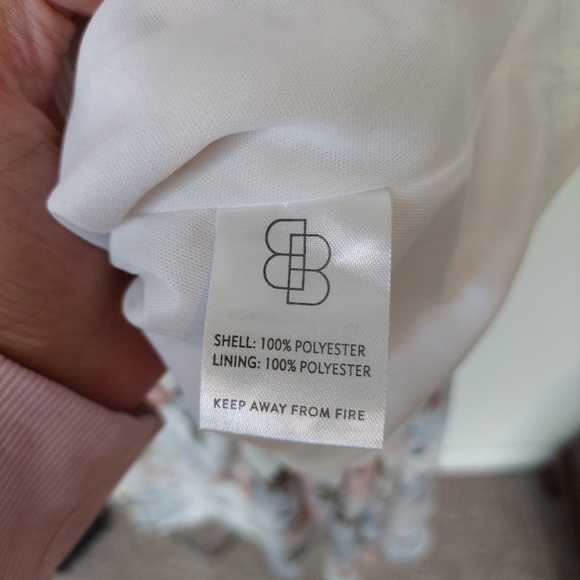 SHELL: 100% POLYESTER
LINING: 100% POLYESTER
KEEP AWAY FROM FIRE